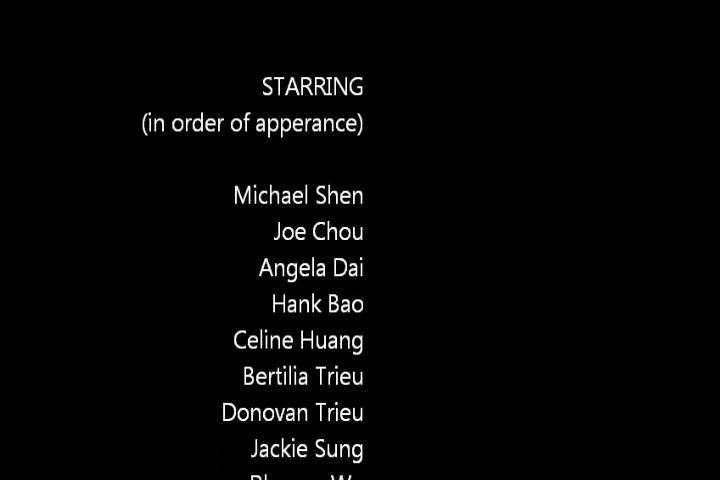 STARRING
(in order of apperance)
Michael Shen
Joe Chou
Angela Dai
Hank Bao
Celine Huang
Bertilia Trieu
Donovan Trieu
Jackie Sung